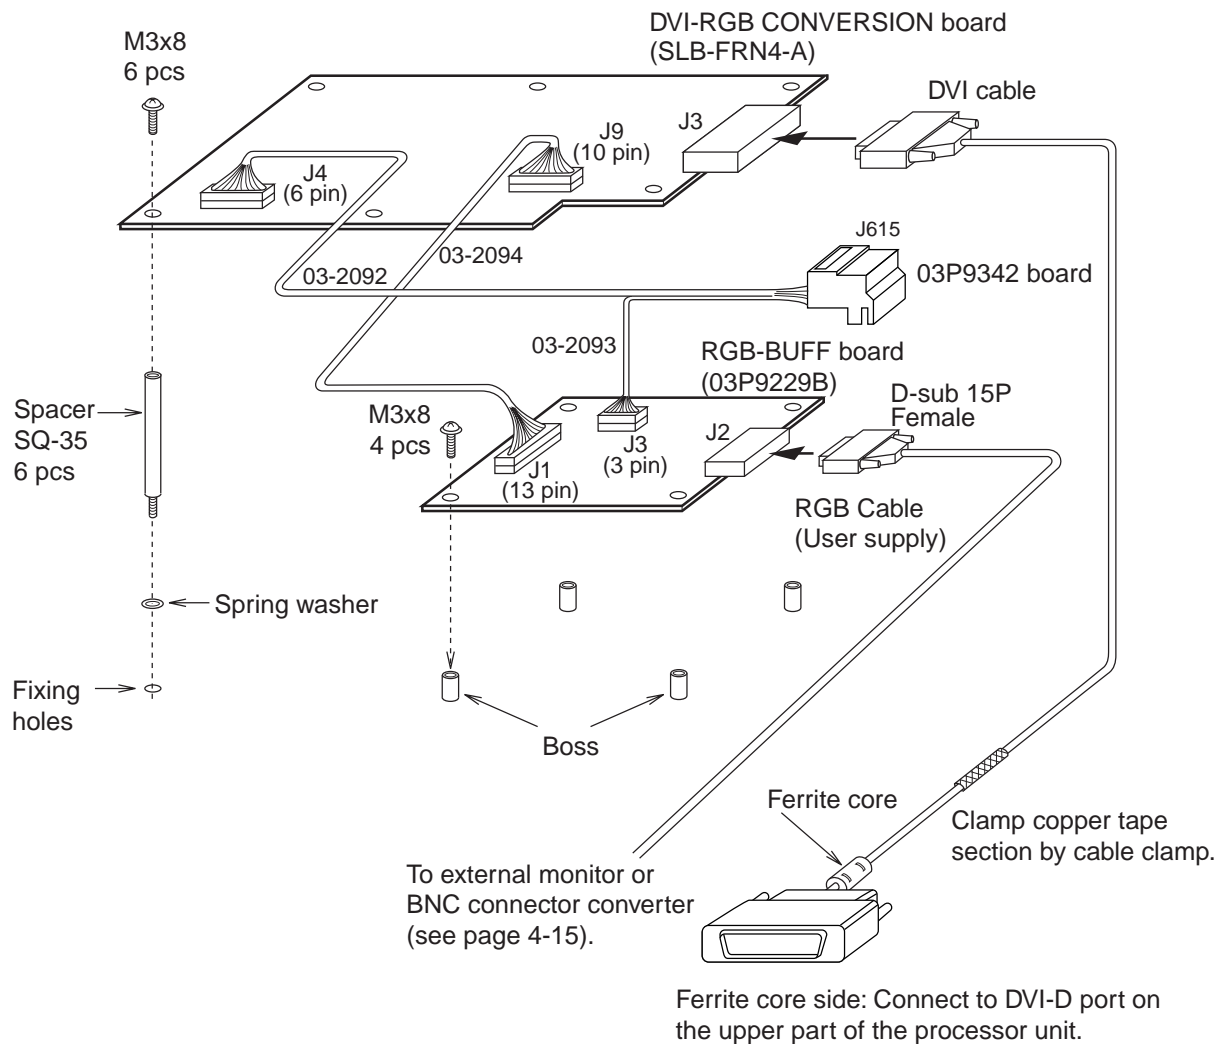 DVI-RGB CONVERSION board
(SLB-FRN4-A)
M3x8
6 pcs
DVI cable
J3
J9
(10 pin)
J4
(6 pin)
J615
03-2094
03-2092
03P9342 board
03-2093
RGB-BUFF board
(03P9229B)
D-sub 15P
Female
Spacer
SQ-35
6 pcs
M3x8
4 pcs
J2
J3
(3 pin)
J1
(13 pin)
RGB Cable
(User supply)
Spring washer
Fixing
holes
Boss
Ferrite core
Clamp copper tape
section by cable clamp.
To external monitor or
BNC connector converter
(see page 4-15).
Ferrite core side: Connect to DVI-D port on
the upper part of the processor unit.